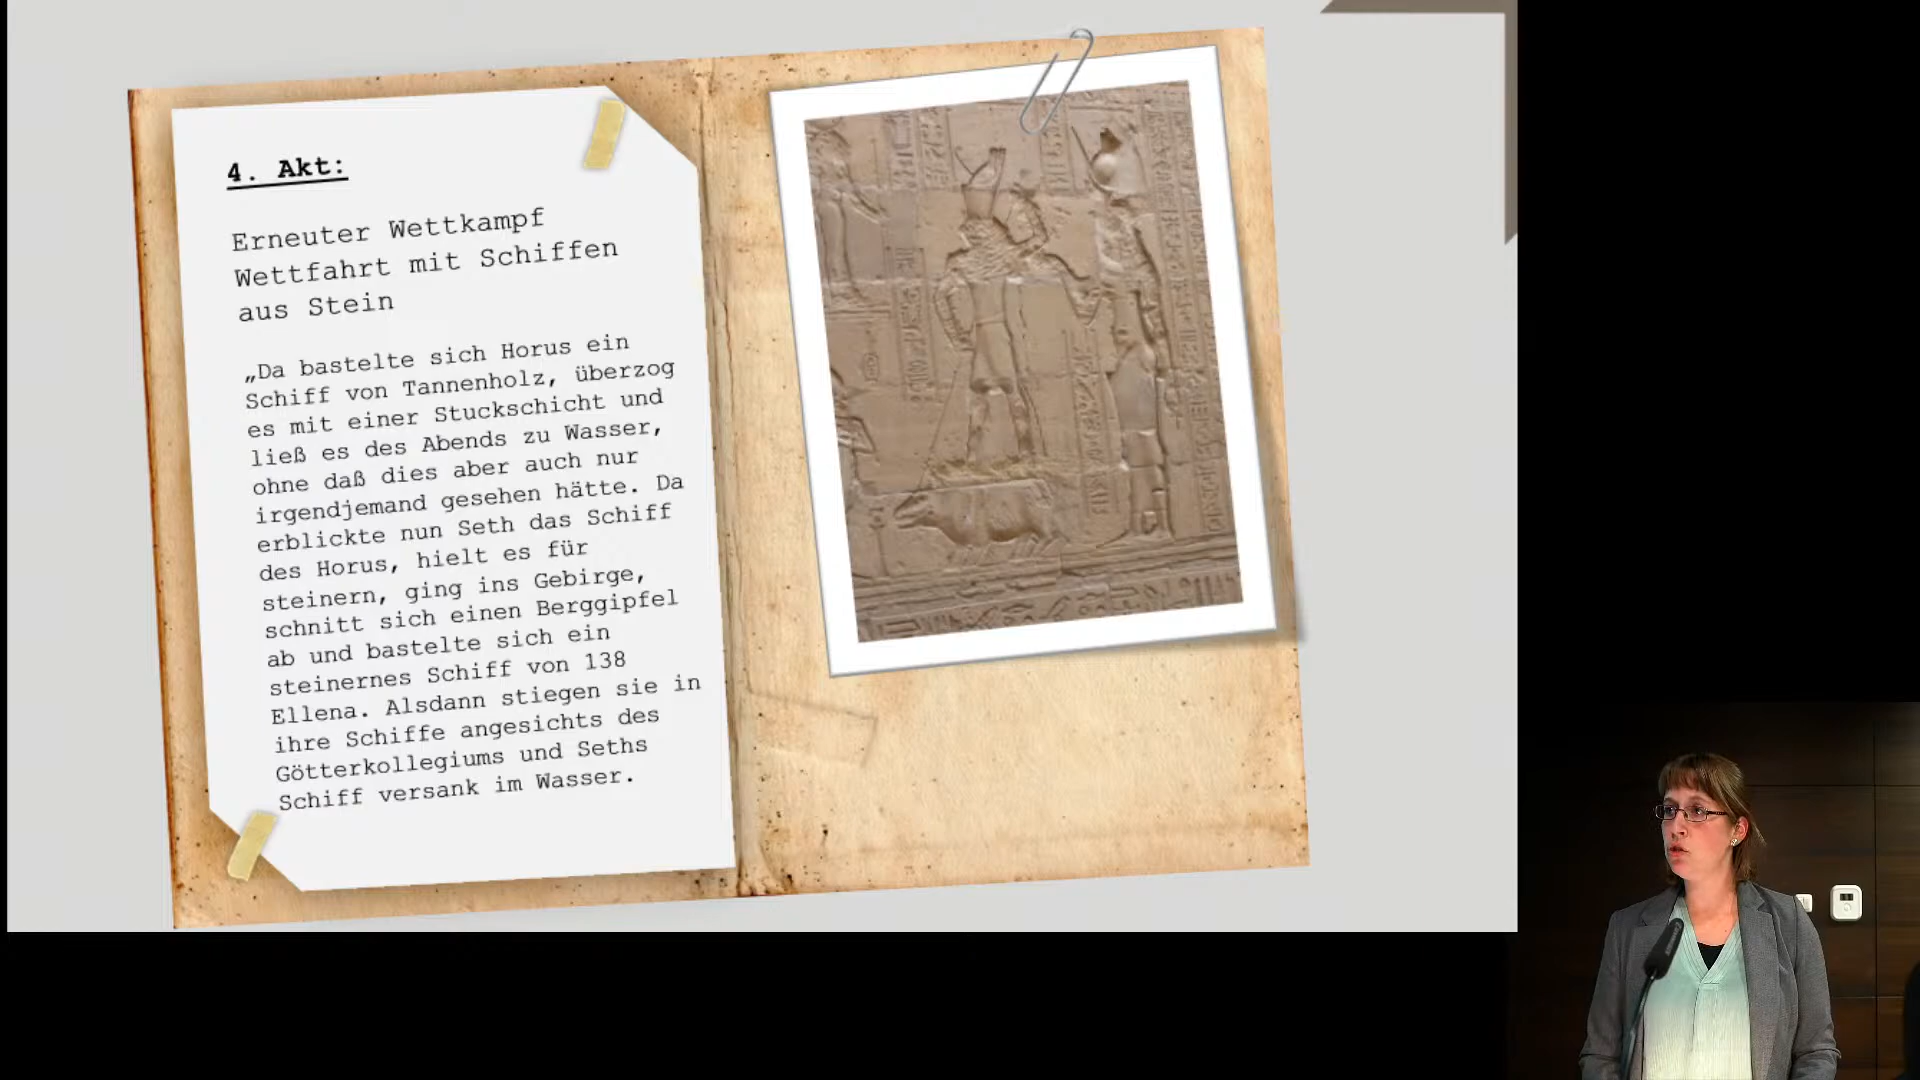 4. Akt:
Erneuter Wettkampf
Wettfahrt mit Schiffen
aus Stein
„Da bastelte sich Horus ein
Schiff von Tannenholz, überzog
es mit einer Stuckschicht und
ließ es des Abends zu Wasser,
ohne daß dies aber auch nur
irgendjemand gesehen hätte. Da
erblickte nun Seth das Schiff
des Horus, hielt es für
steinern, ging ins Gebirge,
schnitt sich einen Berggipfel
ab und bastelte sich ein
steinernes Schiff von 138
Ellena. Alsdann stiegen sie in
ihre Schiffe angesichts des
Götterkollegiums und Seths
Schiff versank im Wasser.